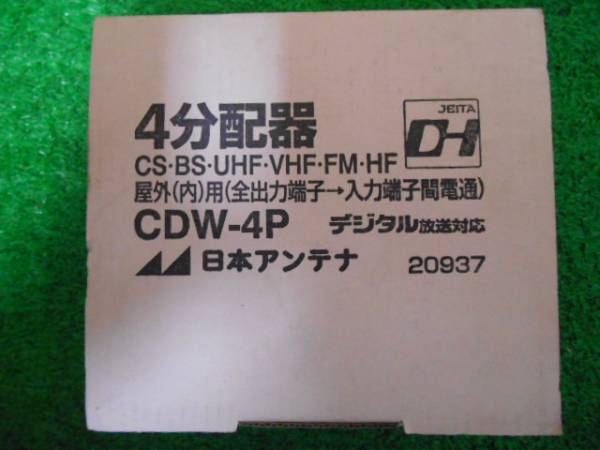 4分配器
JEITA
DH
CS·BS·UHF·VHF·FM·HF
屋外(内)用(全出力端子→入力端子間電通)
CDW-4P デジタル放送対応
日本アンテナ 20937